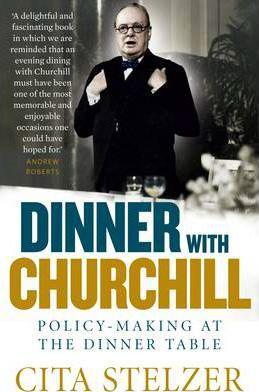 'A delightful and
fascinating book
in which we are
reminded that an
evening dining
with Churchill
must have been
one of the most
memorable and
enjoyable
occasions one
could have
hoped for.'
ANDREW
ROBERTS
DINNER WITH
CHURCHILL
POLICY-MAKING AT
THE DINNER TABLE
CITA STELZER